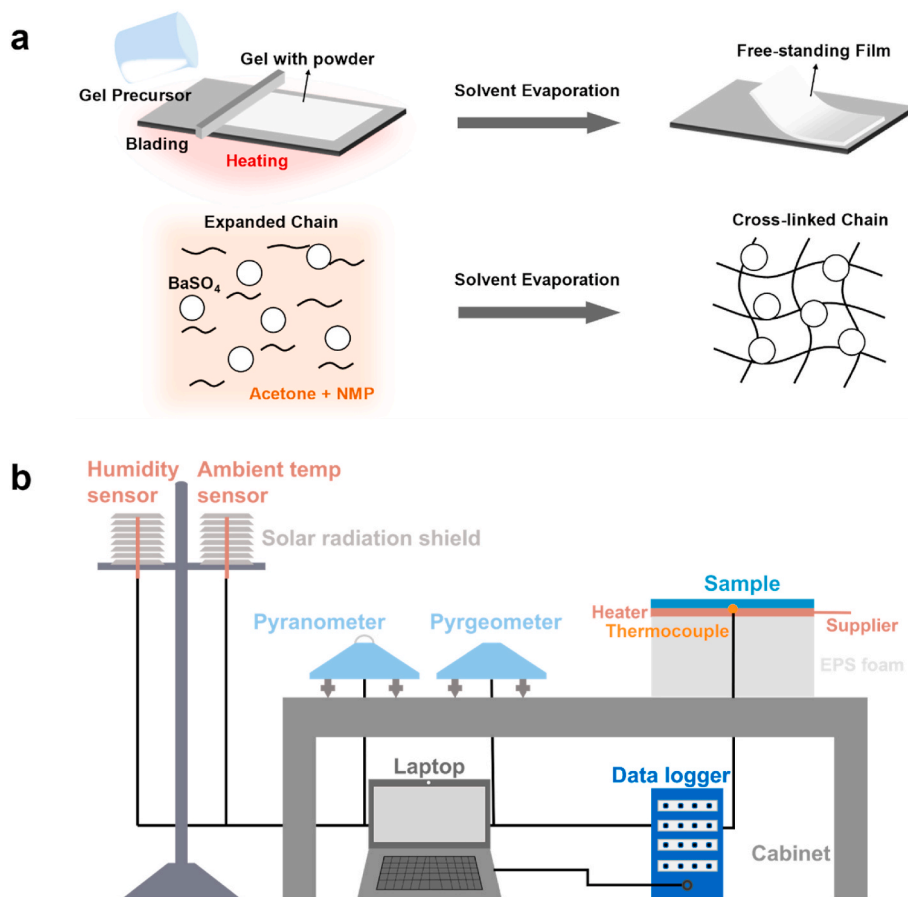 a
Gel with powder
Gel Precursor
Blading
Heating
Solvent Evaporation
Free-standing Film
Expanded Chain
BaSO₄
Acetone + NMP
Solvent Evaporation
Cross-linked Chain
b
Humidity
sensor
Ambient temp
sensor
Solar radiation shield
Pyranometer
Pyrgeometer
Sample
Heater
Thermocouple
Supplier
EPS foam
Laptop
Data logger
Cabinet